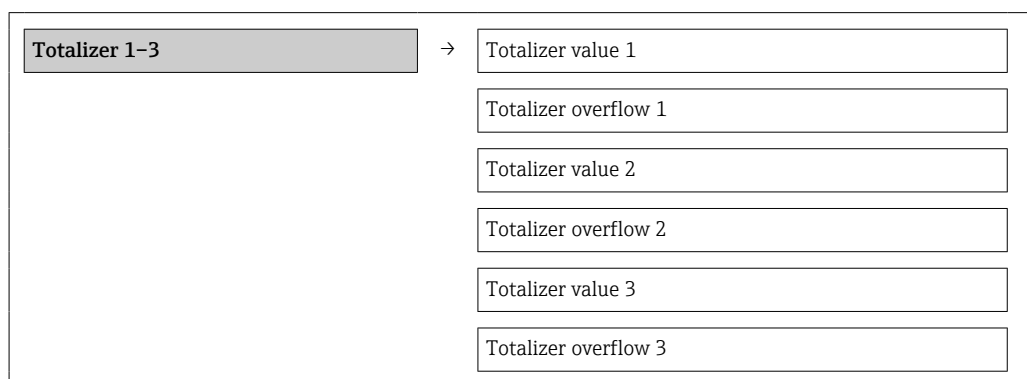 Totalizer 1–3 → Totalizer value 1
Totalizer overflow 1
Totalizer value 2
Totalizer overflow 2
Totalizer value 3
Totalizer overflow 3